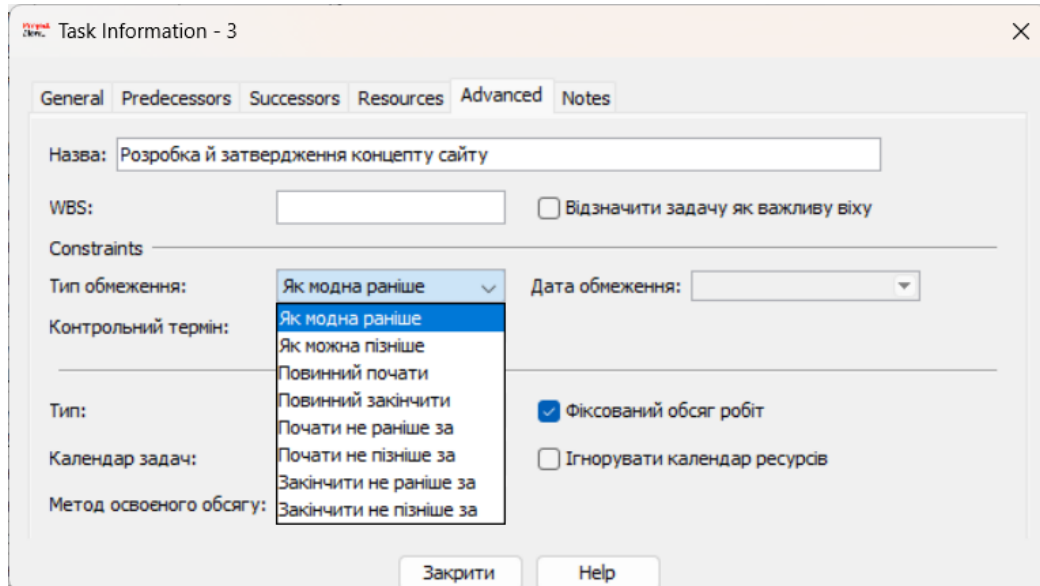 Task Information - 3
General Predecessors Successors Resources Advanced Notes
Назва: Розробка й затвердження концепту сайту
WBS: Відзначити задачу як важливу віху
Constraints
Тип обмеження: Як модна раніше Дата обмеження:
Як модна раніше
Контрольний термін:
Як можна пізніше
Повинний почати
Повинний закінчити
Тип: Фіксований обсяг робіт
Почати не раніше за
Почати не пізніше за
Календар задач: Ігнорувати календар ресурсів
Закінчити не раніше за
Метод освоєного обсягу: Закінчити не пізніше за
Закрити Help